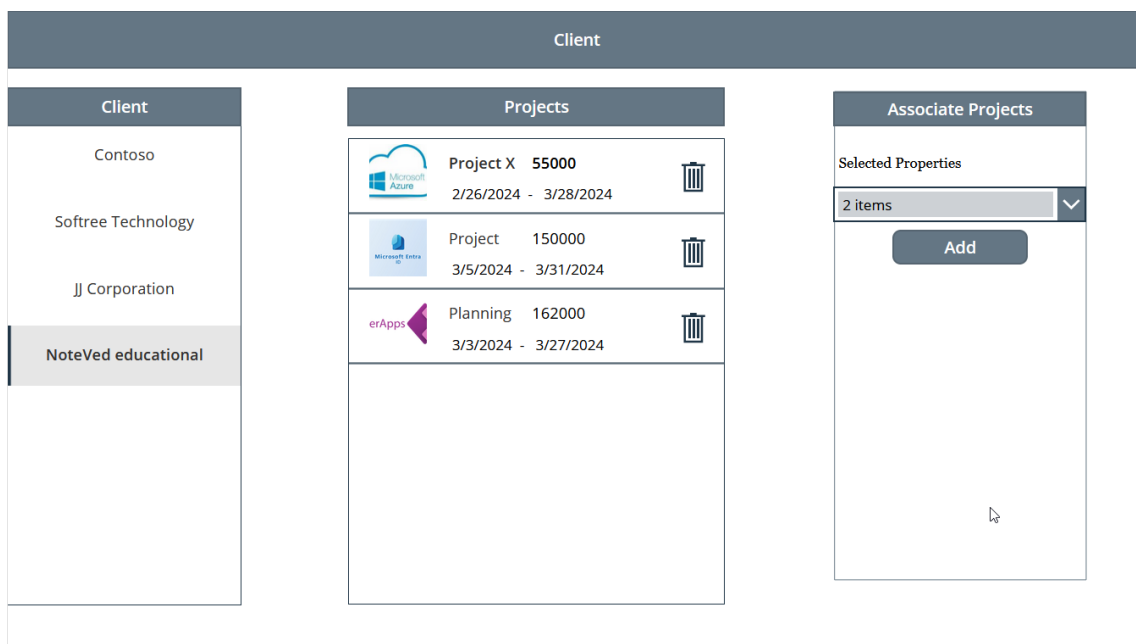 Client
Client
Contoso
Softree Technology
JJ Corporation
NoteVed educational
Projects
Microsoft
Azure
Project X 55000
2/26/2024 - 3/28/2024
Microsoft Entra
ID
Project 150000
3/5/2024 - 3/31/2024
erApps
Planning 162000
3/3/2024 - 3/27/2024
Associate Projects
Selected Properties
2 items
Add